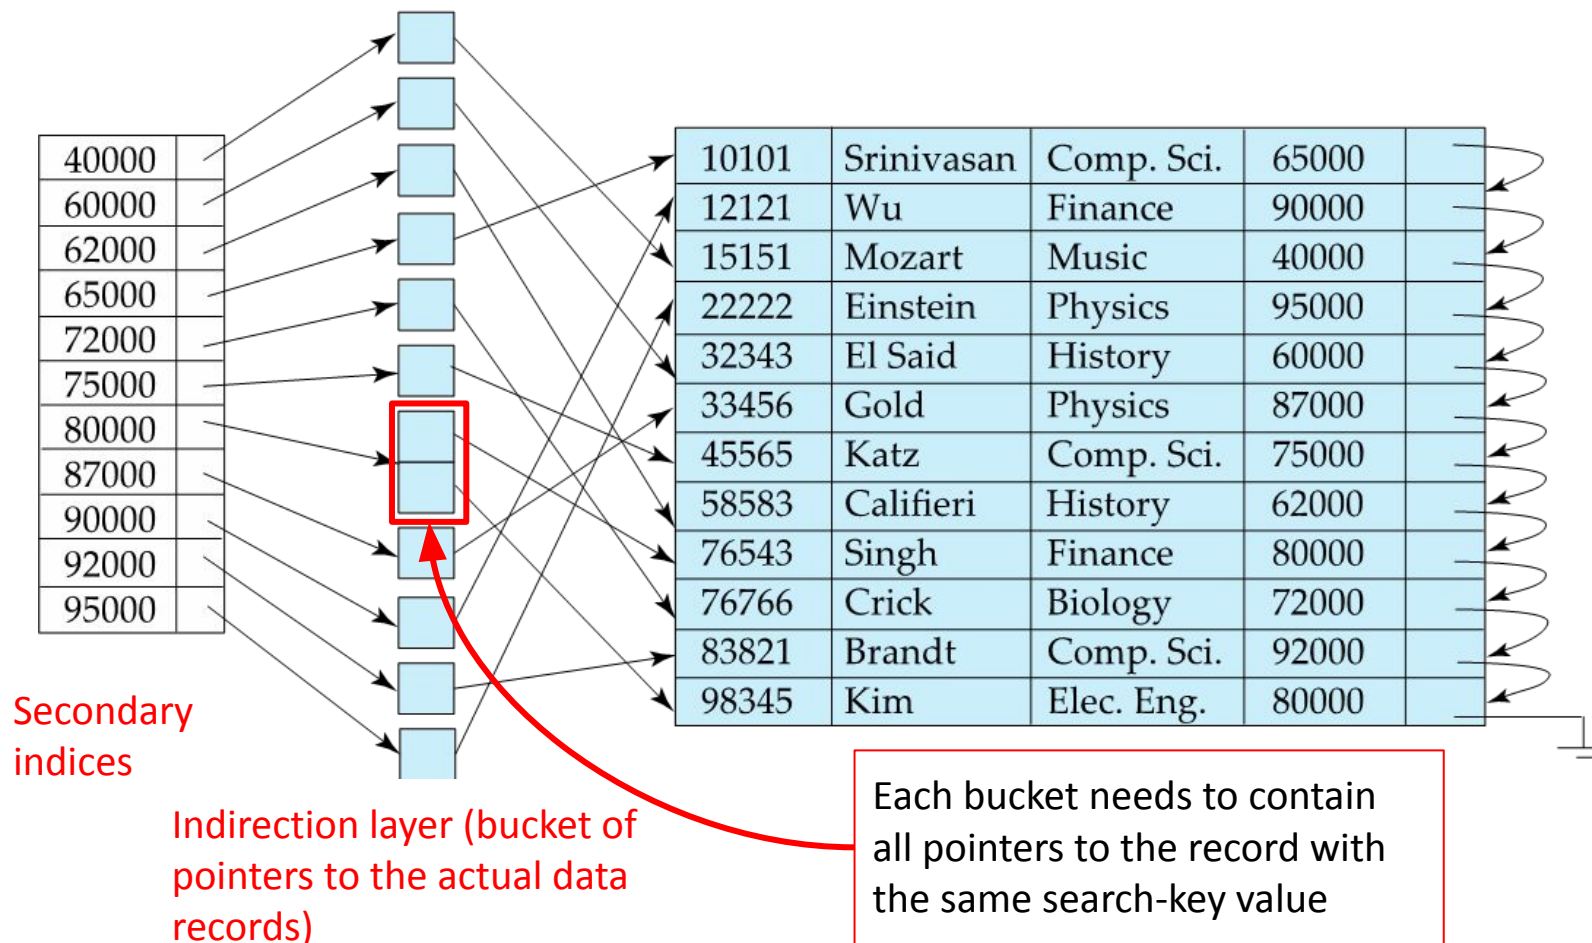 40000
60000
62000
65000
72000
75000
80000
87000
90000
92000
95000
10101 Srinivasan Comp. Sci. 65000
12121 Wu Finance 90000
15151 Mozart Music 40000
22222 Einstein Physics 95000
32343 El Said History 60000
33456 Gold Physics 87000
45565 Katz Comp. Sci. 75000
58583 Califieri History 62000
76543 Singh Finance 80000
76766 Crick Biology 72000
83821 Brandt Comp. Sci. 92000
98345 Kim Elec. Eng. 80000
Secondary
indices
Indirection layer (bucket of
pointers to the actual data
records)
Each bucket needs to contain
all pointers to the record with
the same search-key value